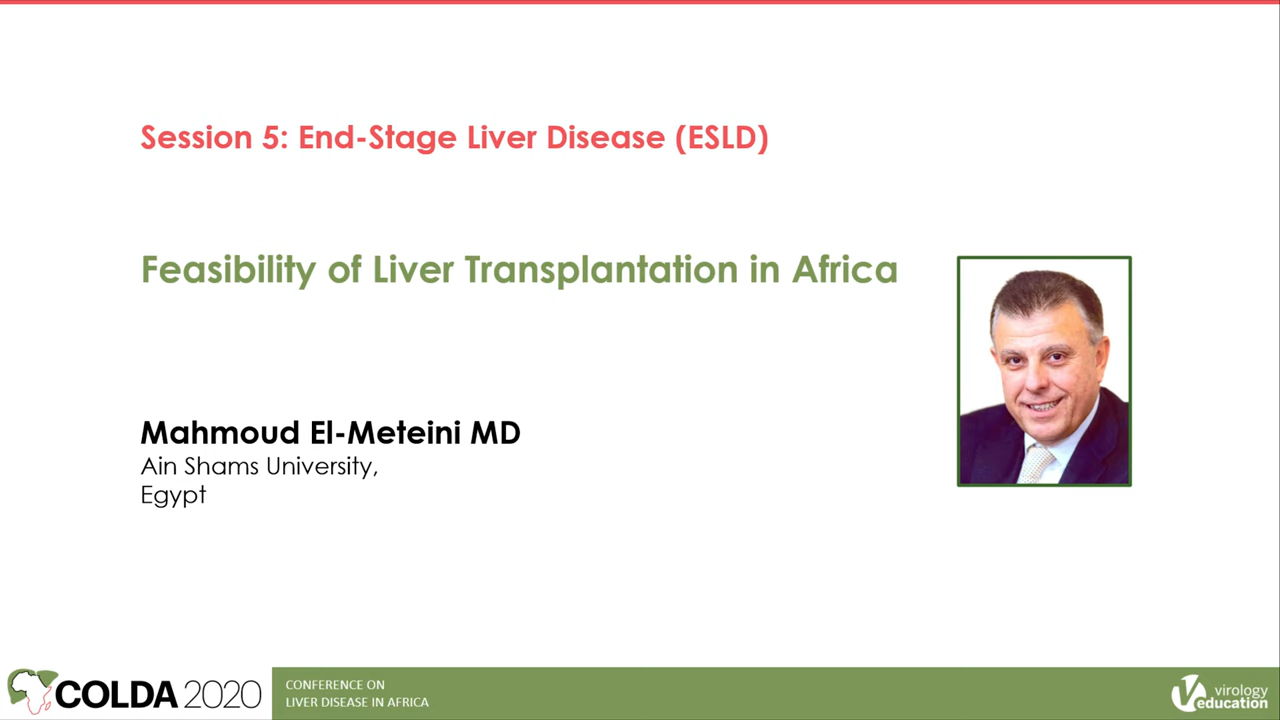 Session 5: End-Stage Liver Disease (ESLD)
Feasibility of Liver Transplantation in Africa
Mahmoud El-Meteini MD
Ain Shams University,
Egypt
COLDA 2020
CONFERENCE ON
LIVER DISEASE IN AFRICA
virology
education